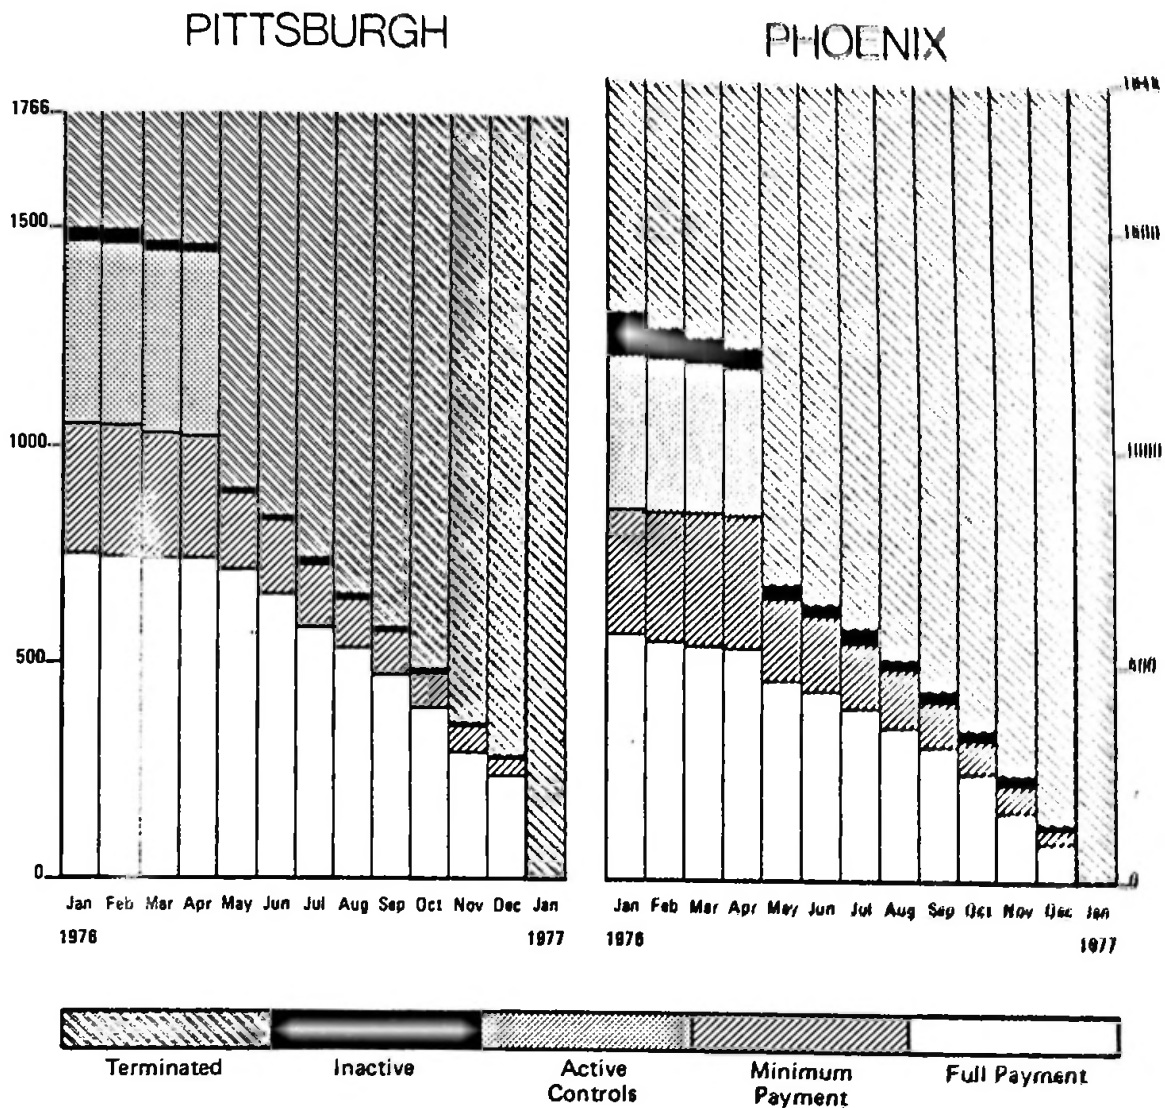 PITTSBURGH
PHOENIX
1766
1500
1000
500
0
1500
1000
0
Jan Feb Mar Apr May Jun Jul Aug Sep Oct Nov Dec Jan
1976 1977
Jan Feb Mar Apr May Jun Jul Aug Sep Oct Nov Dec Jan
1976 1977
Terminated Inactive Active Controls Minimum Payment Full Payment